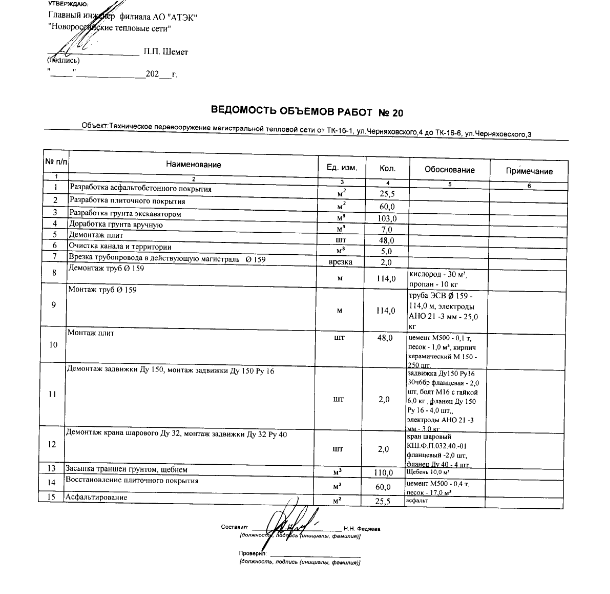 УТВЕРЖДАЮ:
Главный инженер филиала АО "АТЭК"
"Новороссийские тепловые сети"
П.П. Шемет
(подпись)
"_____"__________________202___г.
ВЕДОМОСТЬ ОБЪЕМОВ РАБОТ № 20
Объект:Техническое перевооружение магистральной тепловой сети от ТК-16-1, ул.Черняховского,4 до ТК-16-6, ул.Черняховского,3
№ п/п Наименование Ед. изм. Кол. Обоснование Примечание
1 2 3 4 5 6
1 Разработка асфальтобетонного покрытия м² 25,5
2 Разработка плиточного покрытия м² 60,0
3 Разработка грунта экскаватором м³ 103,0
4 Доработка грунта вручную м³ 7,0
5 Демонтаж плит шт 48,0
6 Очистка канала и территории м³ 5,0
7 Врезка трубопровода в действующую магистраль Ø 159 врезка 2,0
8 Демонтаж труб Ø 159 м 114,0 кислород - 30 м³,
пропан - 10 кг
9 Монтаж труб Ø 159 м 114,0 труба ЭСВ Ø 159 -
114,0 м, электроды
АНО 21 -3 мм - 25,0
кг
10 Монтаж плит шт 48,0 цемент М500 - 0,1 т,
песок - 1,0 м³, кирпич
керамический М 150 -
250 шт.
11 Демонтаж задвижки Ду 150, монтаж задвижки Ду 150 Ру 16 шт 2,0 задвижка Ду150 Ру16
30ч6бр фланцевая - 2,0
шт, болт М16 с гайкой
6,0 кг, фланец Ду 150
Ру 16 - 4,0 шт.,
электроды АНО 21 -3
мм - 3,0 кг
12 Демонтаж крана шарового Ду 32, монтаж задвижки Ду 32 Ру 40 шт 2,0 кран шаровый
КШ.Ф.П.032.40.-01
фланцевый -2,0 шт,
фланец Ду 40 - 4 шт.
13 Засыпка траншеи грунтом, щебнем м³ 110,0 Щебень 10,0 м³
14 Восстановление плиточного покрытия м² 60,0 цемент М500 - 0,4 т,
песок - 17,0 м³
15 Асфальтирование м² 25,5 асфальт
Составил: Н.Н. Федяева
[должность, подпись (инициалы, фамилия)]
Проверил:
[должность, подпись (инициалы, фамилия)]